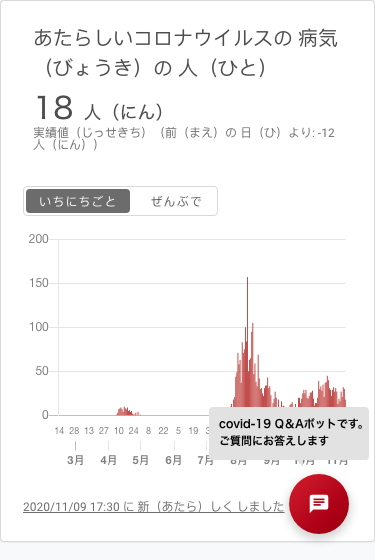 あたらしいコロナウイルスの 病気
（びょうき）の 人（ひと）
18 人（にん）
実績値（じっせきち）（前（まえ）の 日（ひ）より: -12
人（にん））
いちにちごと ぜんぶで
200
150
100
50
0
14 28 13 27 10 24 8 22 5 19
3月 4月 5月 6月 7月 8月 9月 10月 11月
covid-19 Q&Aボットです。
ご質問にお答えします
2020/11/09 17:30 に 新（あたら）しく しました